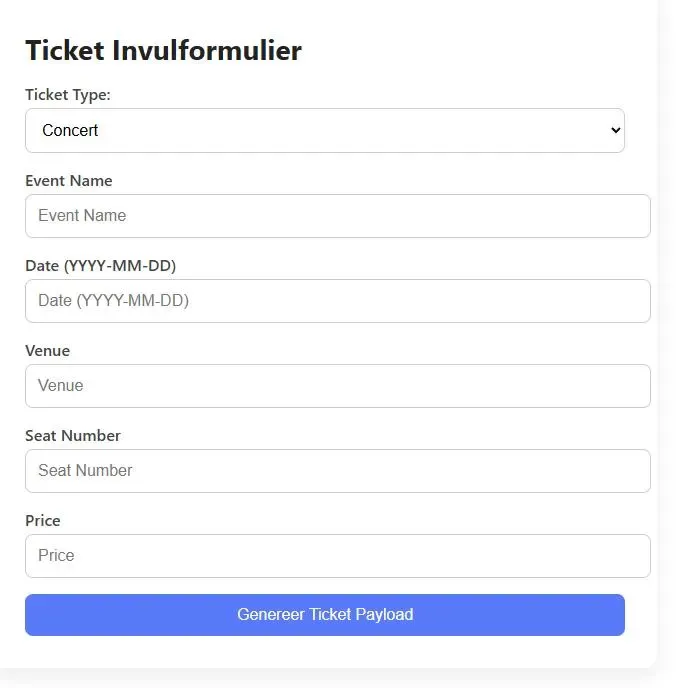 Ticket Invulformulier
Ticket Type:
Concert
Event Name
Event Name
Date (YYYY-MM-DD)
Date (YYYY-MM-DD)
Venue
Venue
Seat Number
Seat Number
Price
Price
Genereer Ticket Payload